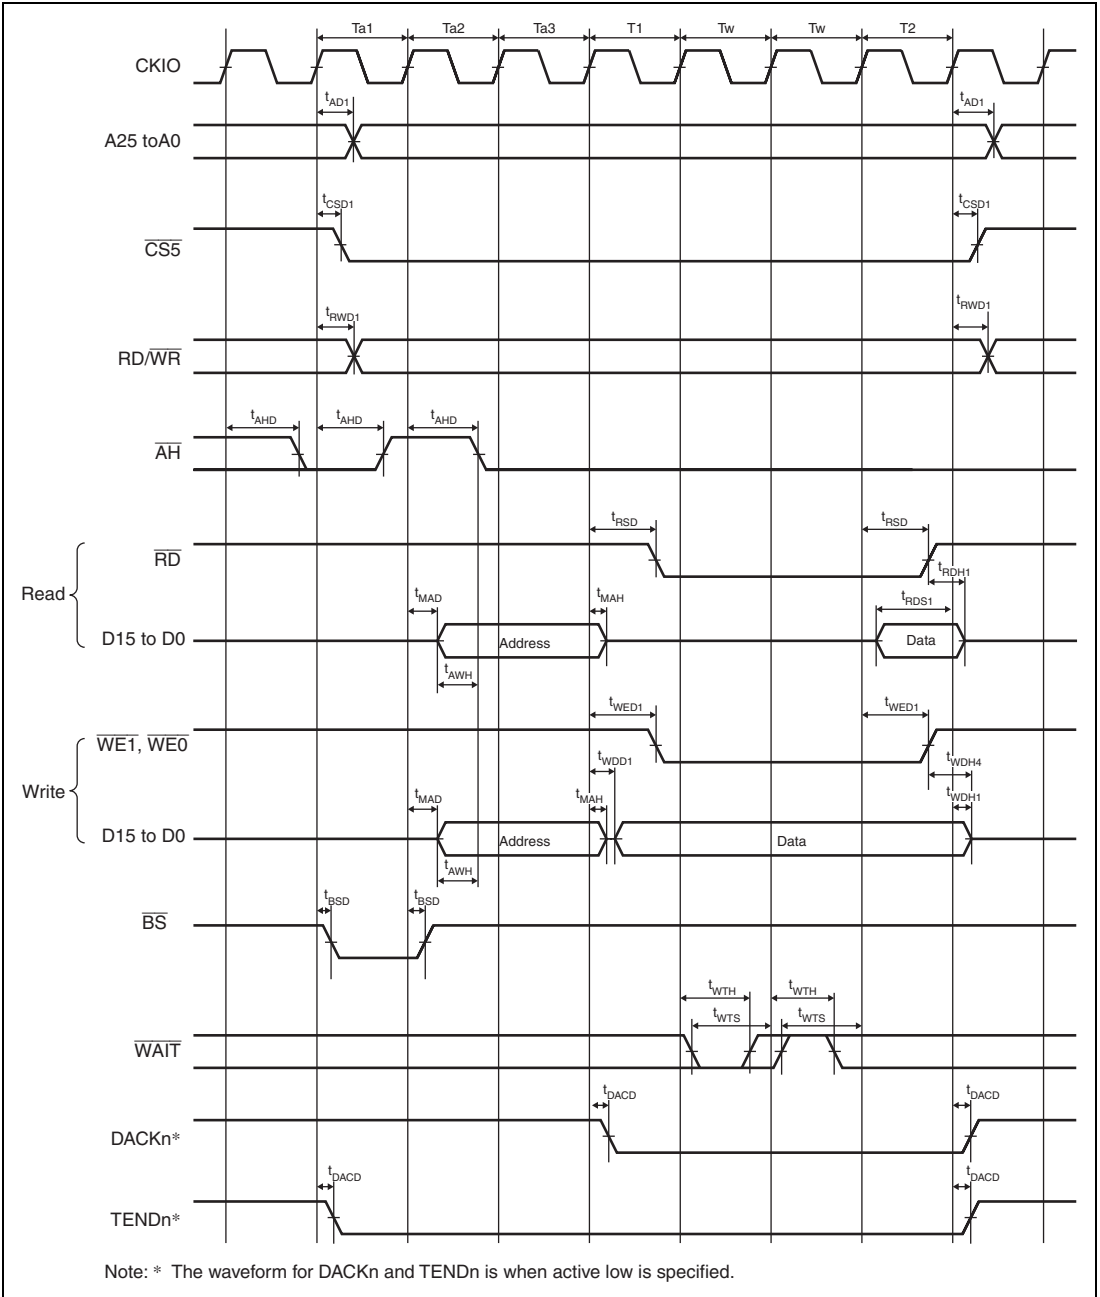 Ta1 Ta2 Ta3 T1 Tw Tw T2
CKIO
tAD1 tAD1
A25 toA0
tCSD1 tCSD1
CS5
tRWD1 tRWD1
RD/WR
tAHD tAHD tAHD
AH
tRSD tRSD
RD
tRDH1
Read
tMAD tMAH tRDS1
D15 to D0 Address Data
tAWH
tWED1 tWED1
WE1, WE0
tWDD1 tWDH4
Write
tMAD tMAH tWDH1
D15 to D0 Address Data
tAWH
tBSD tBSD
BS
tWTH tWTH
tWTS tWTS
WAIT
tDACD tDACD
DACKn*
tDACD tDACD
TENDn*
Note: * The waveform for DACKn and TENDn is when active low is specified.